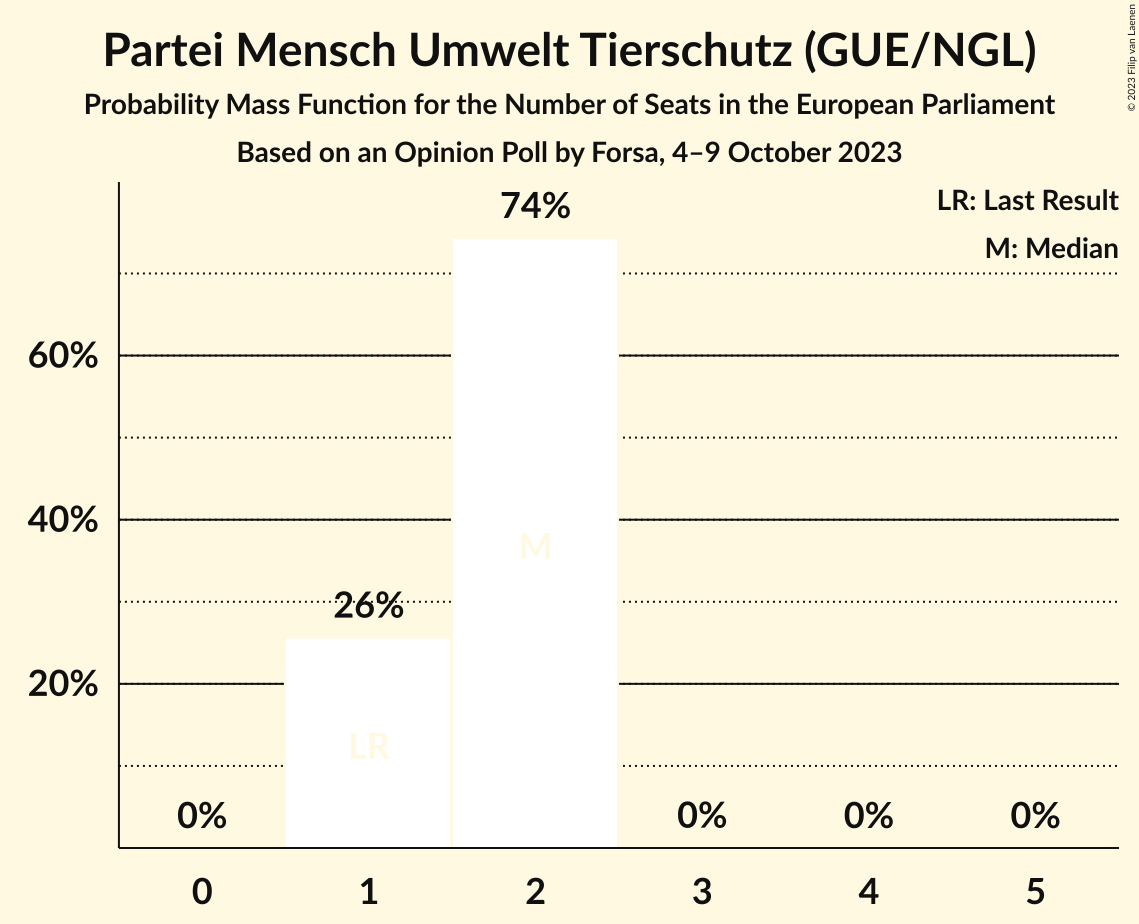 Partei Mensch Umwelt Tierschutz (GUE/NGL)
Probability Mass Function for the Number of Seats in the European Parliament
Based on an Opinion Poll by Forsa, 4–9 October 2023
© 2023 Filip van Laenen
LR: Last Result
M: Median
74%
60%
40%
M
26%
20%
LR
0%
0%
0%
0%
0 1 2 3 4 5